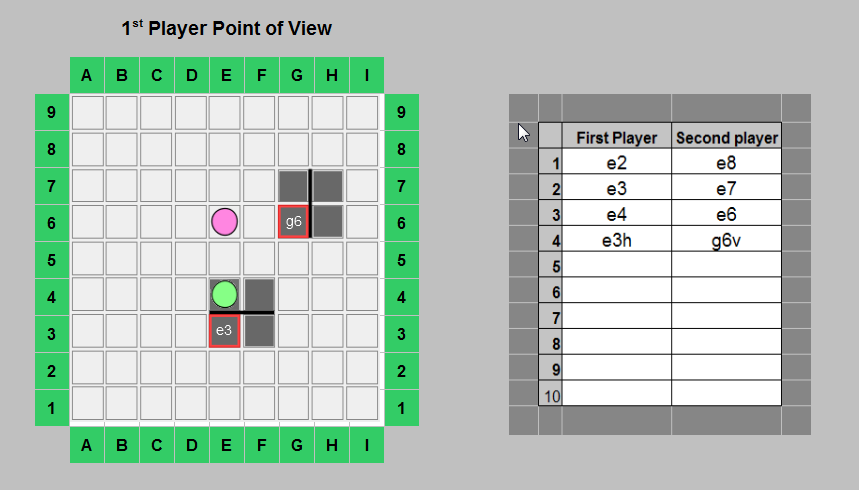 1st Player Point of View
A B C D E F G H I
9 9
8 8
7 7
6 g6 6
5 5
4 4
3 e3 3
2 2
1 1
A B C D E F G H I
First Player Second player
1 e2 e8
2 e3 e7
3 e4 e6
4 e3h g6v
5
6
7
8
9
10